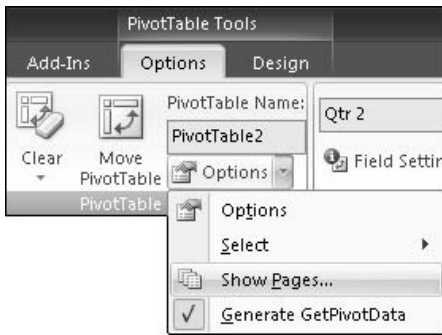 PivotTable Tools
Add-Ins Options Design
PivotTable Name:
PivotTable2
Qtr 2
Clear Move PivotTable
Options
Field
PivotTable
Options
Select
Show Pages...
Generate GetPivotData